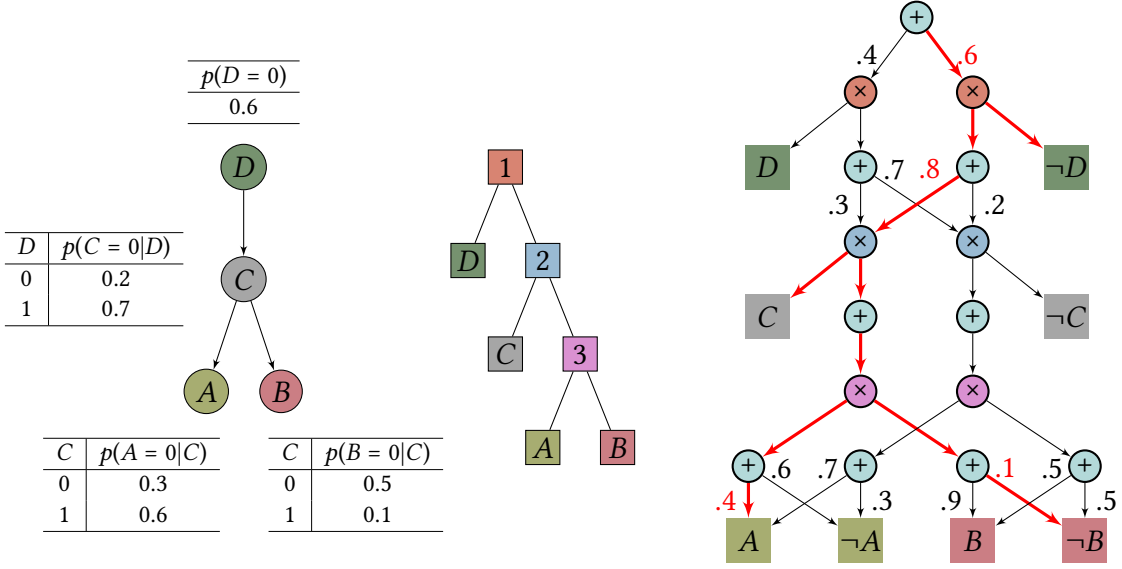 p(D = 0)
0.6
D
D p(C = 0|D)
0 0.2
1 0.7
C
A B
C p(A = 0|C)
0 0.3
1 0.6
C p(B = 0|C)
0 0.5
1 0.1
1
D 2
C 3
A B
+
.4 .6
× ×
D + .7 .8 + ¬D
.3 .2
× ×
C + + ¬C
× ×
+ .6 .7 + + .1 .5 +
.4 .3 .9 .5
A ¬A B ¬B